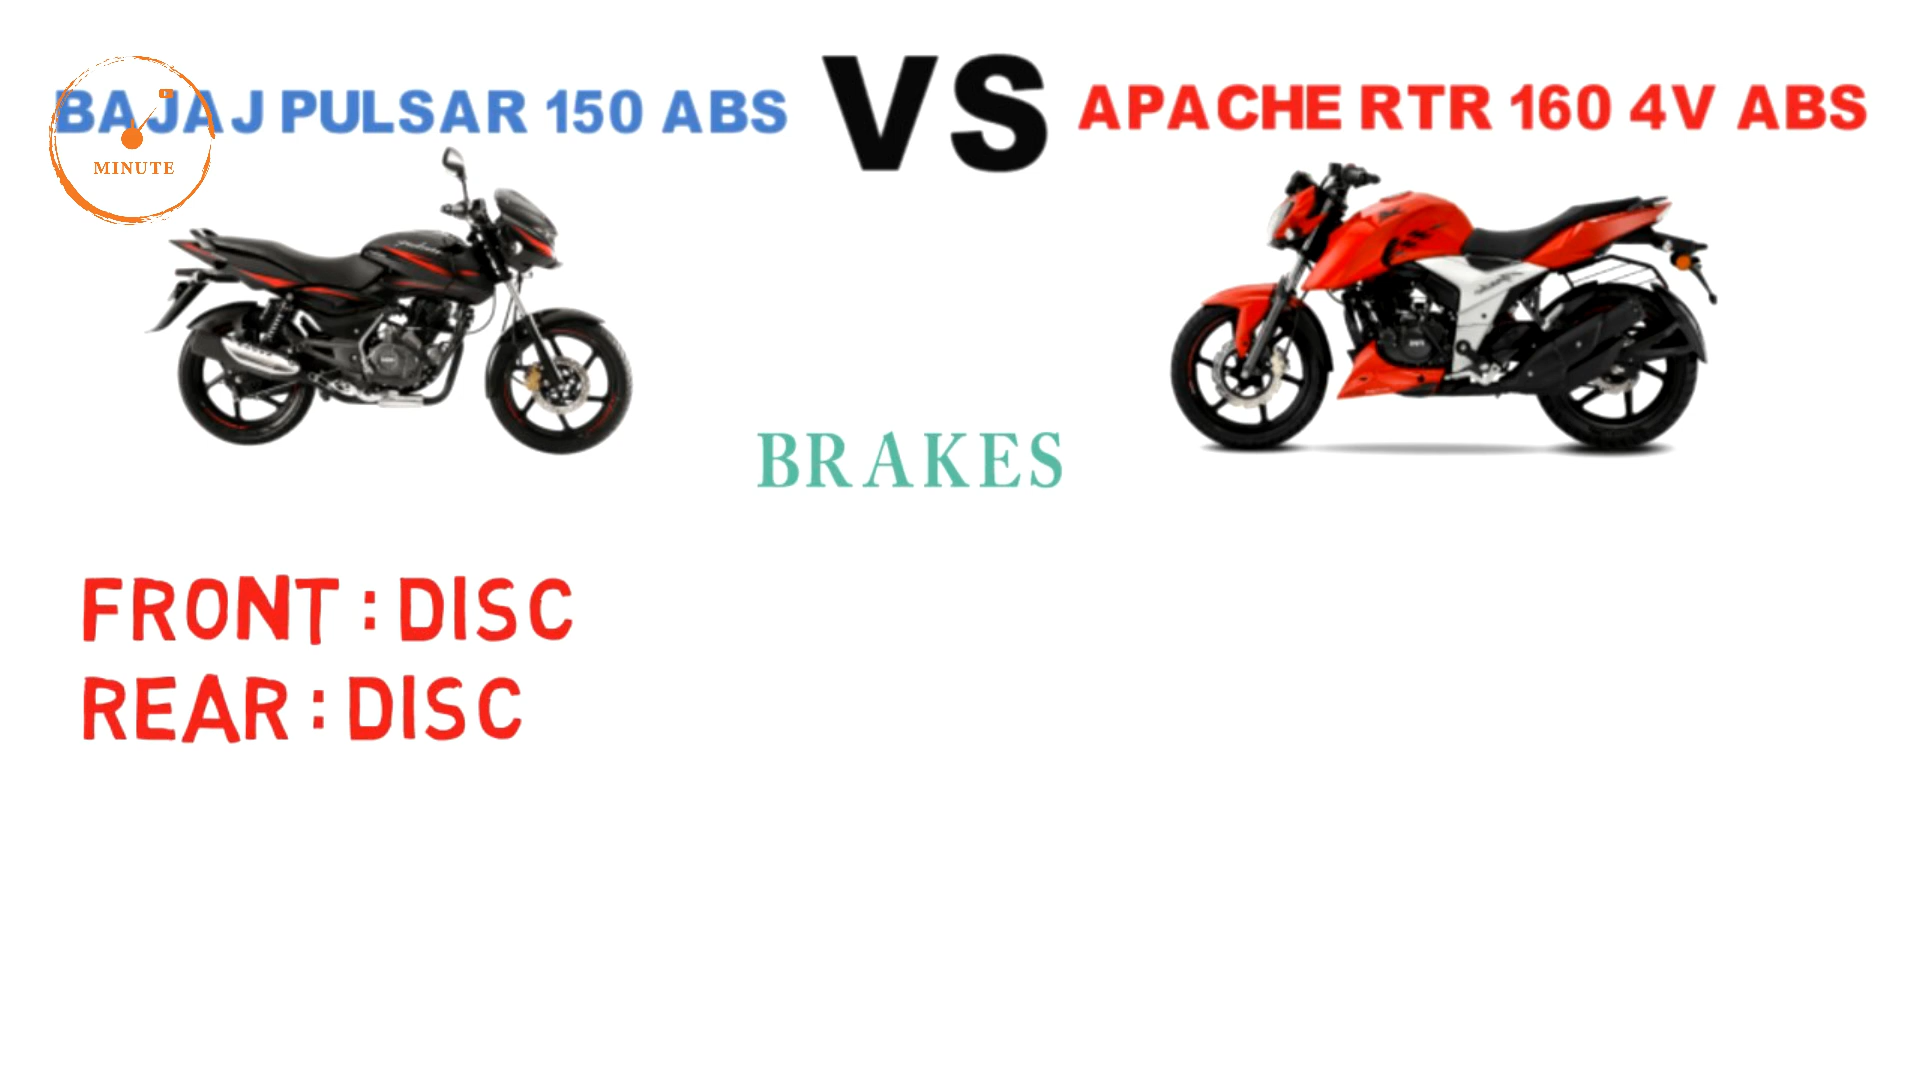 BAJAJ PULSAR 150 ABS VS APACHE RTR 160 4V ABS
MINUTE
BRAKES
FRONT : DISC
REAR : DISC